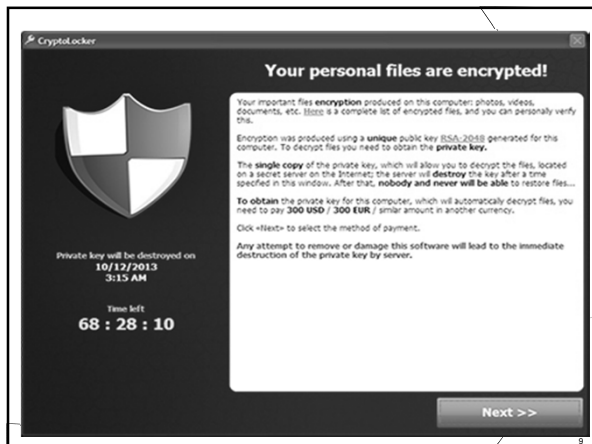 CryptoLocker
Your personal files are encrypted!
Your important files encryption produced on this computer: photos, videos,
documents, etc. Here is a complete list of encrypted files, and you can personally verify
this.
Encryption was produced using a unique public key RSA-2048 generated for this
computer. To decrypt files you need to obtain the private key.
The single copy of the private key, which will allow you to decrypt the files, located
on a secret server on the Internet; the server will destroy the key after a time
specified in this window. After that, nobody and never will be able to restore files...
To obtain the private key for this computer, which will automatically decrypt files, you
need to pay 300 USD / 300 EUR / similar amount in another currency.
Click «Next» to select the method of payment.
Any attempt to remove or damage this software will lead to the immediate
destruction of the private key by server.
Private key will be destroyed on
10/12/2013
3:15 AM
Time left
68 : 28 : 10
Next >>
9